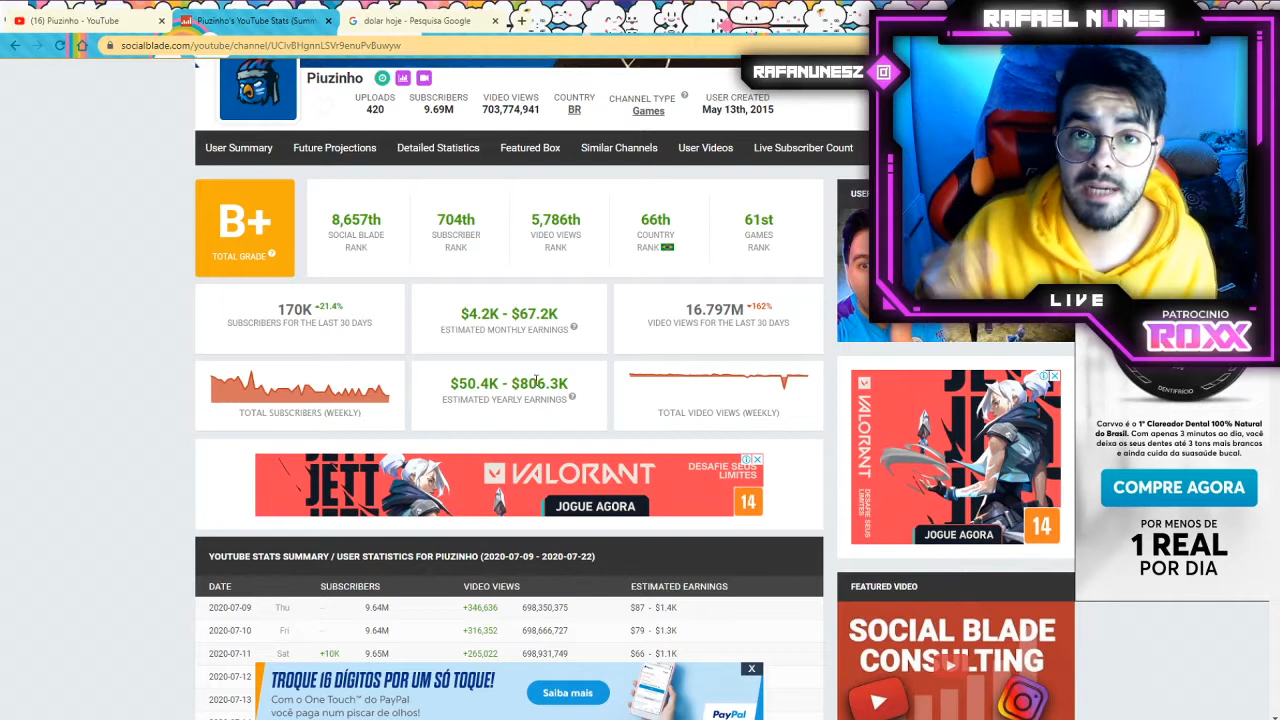 (16) Piuzinho - YouTube
Piuzinho's YouTube Stats (Summ
dolar hoje - Pesquisa Google
socialblade.com/youtube/channel/UClvBHgnnLSVr9enuPvBuwyw
RAFAEL NUNES
RAFANUNESZ
LIVE
PATROCINIO
ROXX
Piuzinho
UPLOADS
420
SUBSCRIBERS
9.69M
VIDEO VIEWS
703,774,941
COUNTRY
BR
CHANNEL TYPE
Games
USER CREATED
May 13th, 2015
User Summary
Future Projections
Detailed Statistics
Featured Box
Similar Channels
User Videos
Live Subscriber Count
B+
TOTAL GRADE
8,657th
SOCIAL BLADE
RANK
704th
SUBSCRIBER
RANK
5,786th
VIDEO VIEWS
RANK
66th
COUNTRY
RANK
61st
GAMES
RANK
USE
170K 21.4%
SUBSCRIBERS FOR THE LAST 30 DAYS
$4.2K - $67.2K
ESTIMATED MONTHLY EARNINGS
16.797M 162%
VIDEO VIEWS FOR THE LAST 30 DAYS
TOTAL SUBSCRIBERS (WEEKLY)
$50.4K - $806.3K
ESTIMATED YEARLY EARNINGS
TOTAL VIDEO VIEWS (WEEKLY)
JETT
VALORANT
JOGUE AGORA
DESAFIE SEUS
LIMITES
14
VALORANT
JOGUE AGORA
14
DENTIFRÍCIO
Carvvo é o 1º Clareador Dental 100% Natural
do Brasil. Com apenas 3 minutos ao dia, você
deixa os seus dentes até 3 tons mais brancos
e ainda cuida da suasaúde bucal.
COMPRE AGORA
POR MENOS DE
1 REAL
POR DIA
YOUTUBE STATS SUMMARY / USER STATISTICS FOR PIUZINHO (2020-07-09 - 2020-07-22)
DATE SUBSCRIBERS VIDEO VIEWS ESTIMATED EARNINGS
2020-07-09 Thu -- 9.64M +346,636 698,350,375 $87 - $1.4K
2020-07-10 Fri -- 9.64M +316,352 698,666,727 $79 - $1.3K
2020-07-11 Sat +10K 9.65M +265,022 698,931,749 $66 - $1.1K
2020-07-12
2020-07-13
TROQUE 16 DÍGITOS POR UM SÓ TOQUE!
Com o One Touch™ do PayPal
você paga num piscar de olhos!
Saiba mais
PayPal
X
FEATURED VIDEO
SOCIAL BLADE
CONSULTING